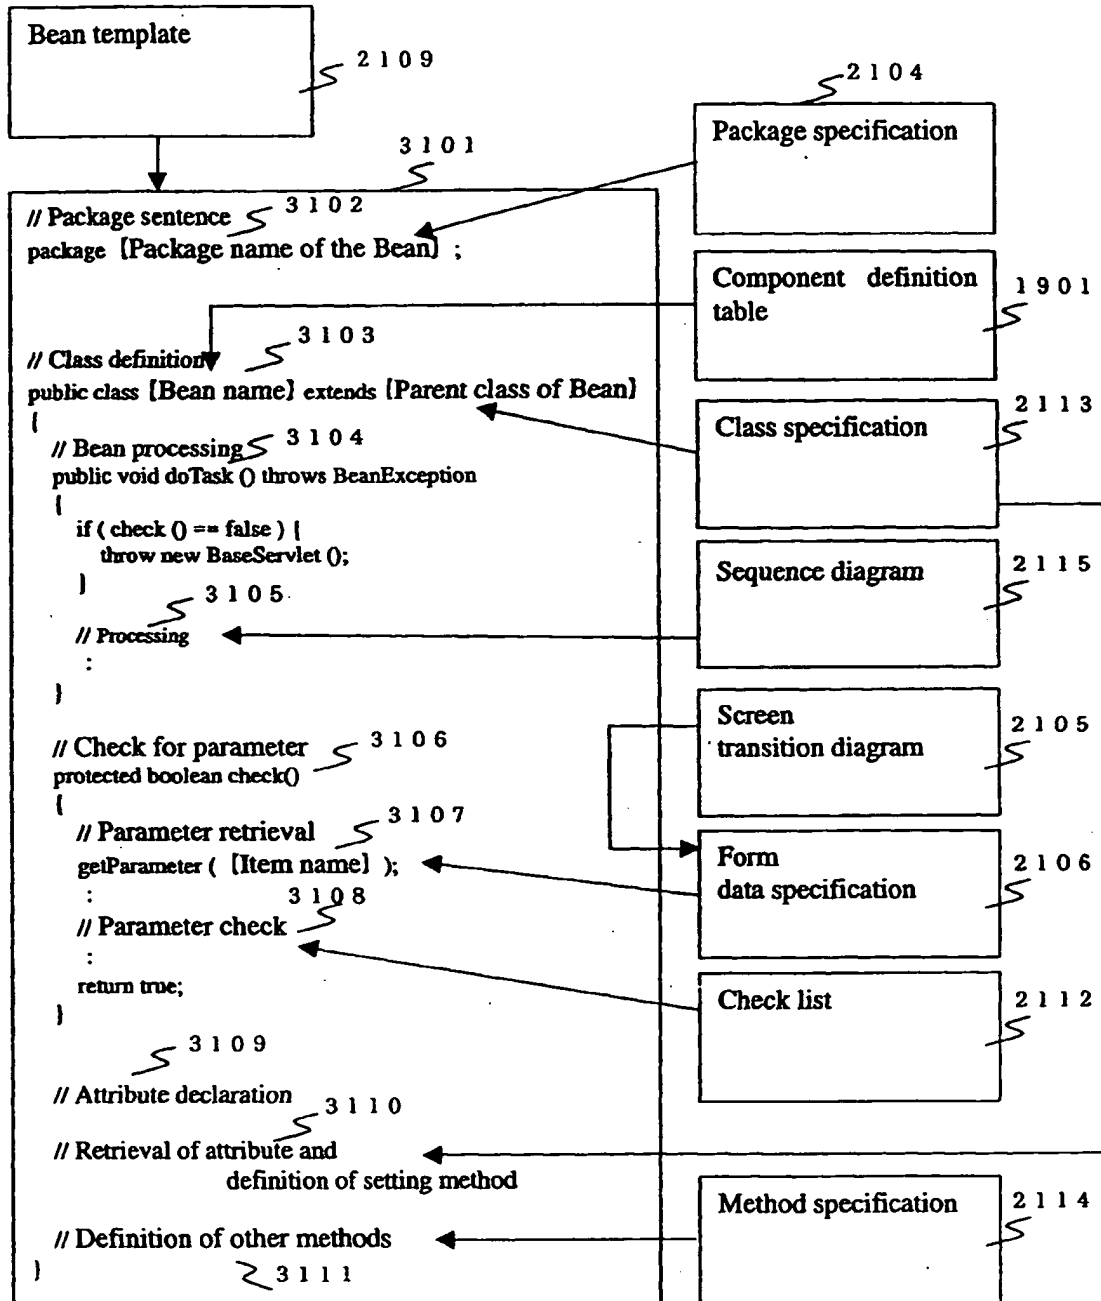 Bean template
2109
2104
Package specification
3101
// Package sentence 3102
package [Package name of the Bean] ;
Component definition
table
1901
3103
// Class definition
public class [Bean name] extends [Parent class of Bean]
{
2113
Class specification
// Bean processing 3104
public void doTask () throws BeanException
{
if ( check () == false ) {
throw new BaseServlet ();
}
2115
Sequence diagram
3105
// Processing
:
}
Screen
transition diagram
2105
// Check for parameter 3106
protected boolean check()
{
// Parameter retrieval 3107
getParameter ( [Item name] );
:
Form
data specification
2106
3108
// Parameter check
:
return true;
}
Check list
2112
3109
// Attribute declaration
3110
// Retrieval of attribute and
definition of setting method
Method specification
2114
// Definition of other methods
}
3111